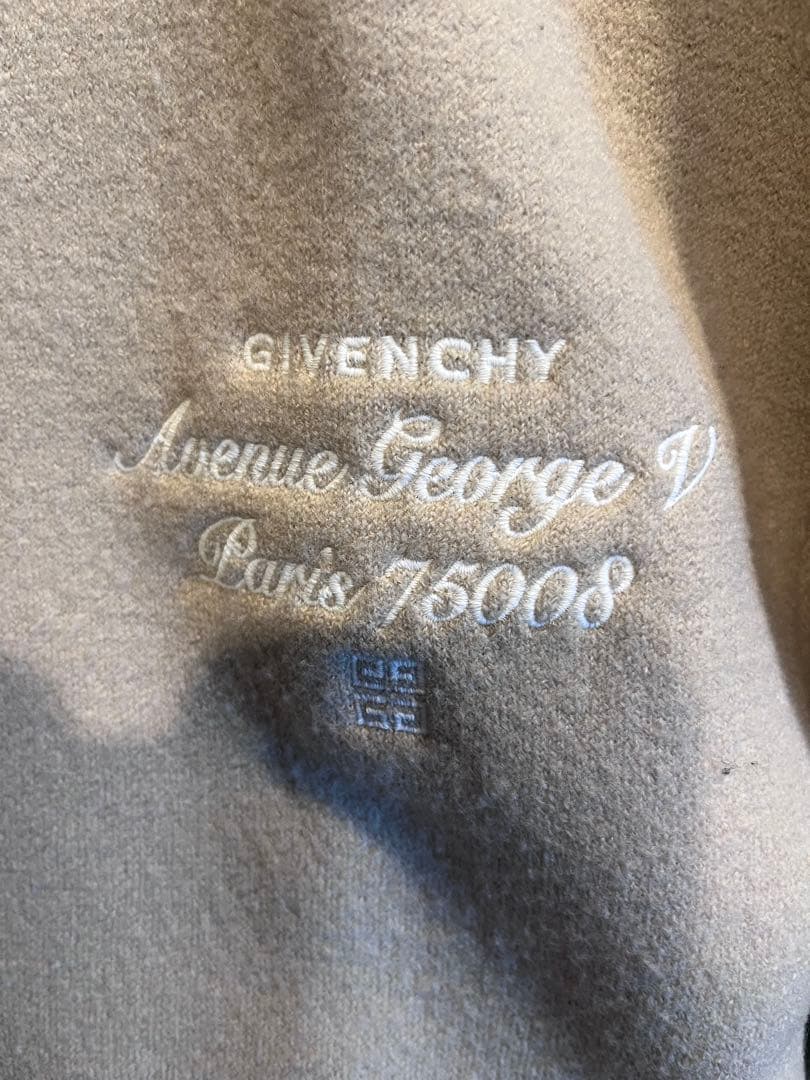 GIVENCHY
Avenue George V
Paris 75008